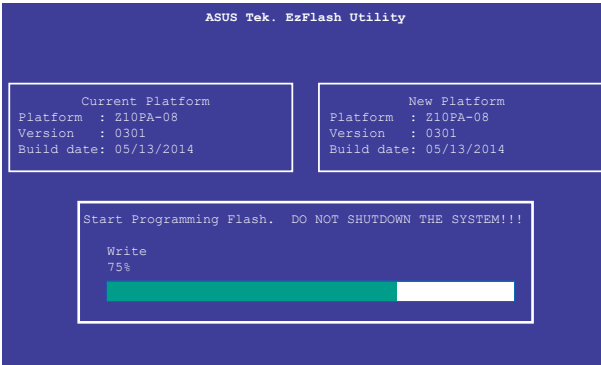 ASUS Tek. EzFlash Utility
Current Platform
Platform : Z10PA-08
Version : 0301
Build date: 05/13/2014
New Platform
Platform : Z10PA-08
Version : 0301
Build date: 05/13/2014
Start Programming Flash. DO NOT SHUTDOWN THE SYSTEM!!!
Write
75%